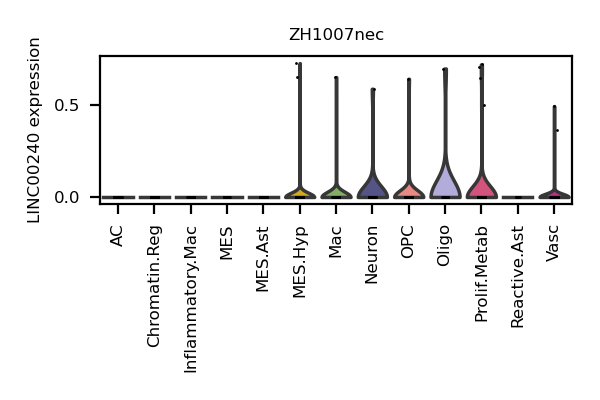 ZH1007nec
LINC00240 expression
0.5
0.0
AC
Chromatin.Reg
Inflammatory.Mac
MES
MES.Ast
MES.Hyp
Mac
Neuron
OPC
Oligo
Prolif.Metab
Reactive.Ast
Vasc